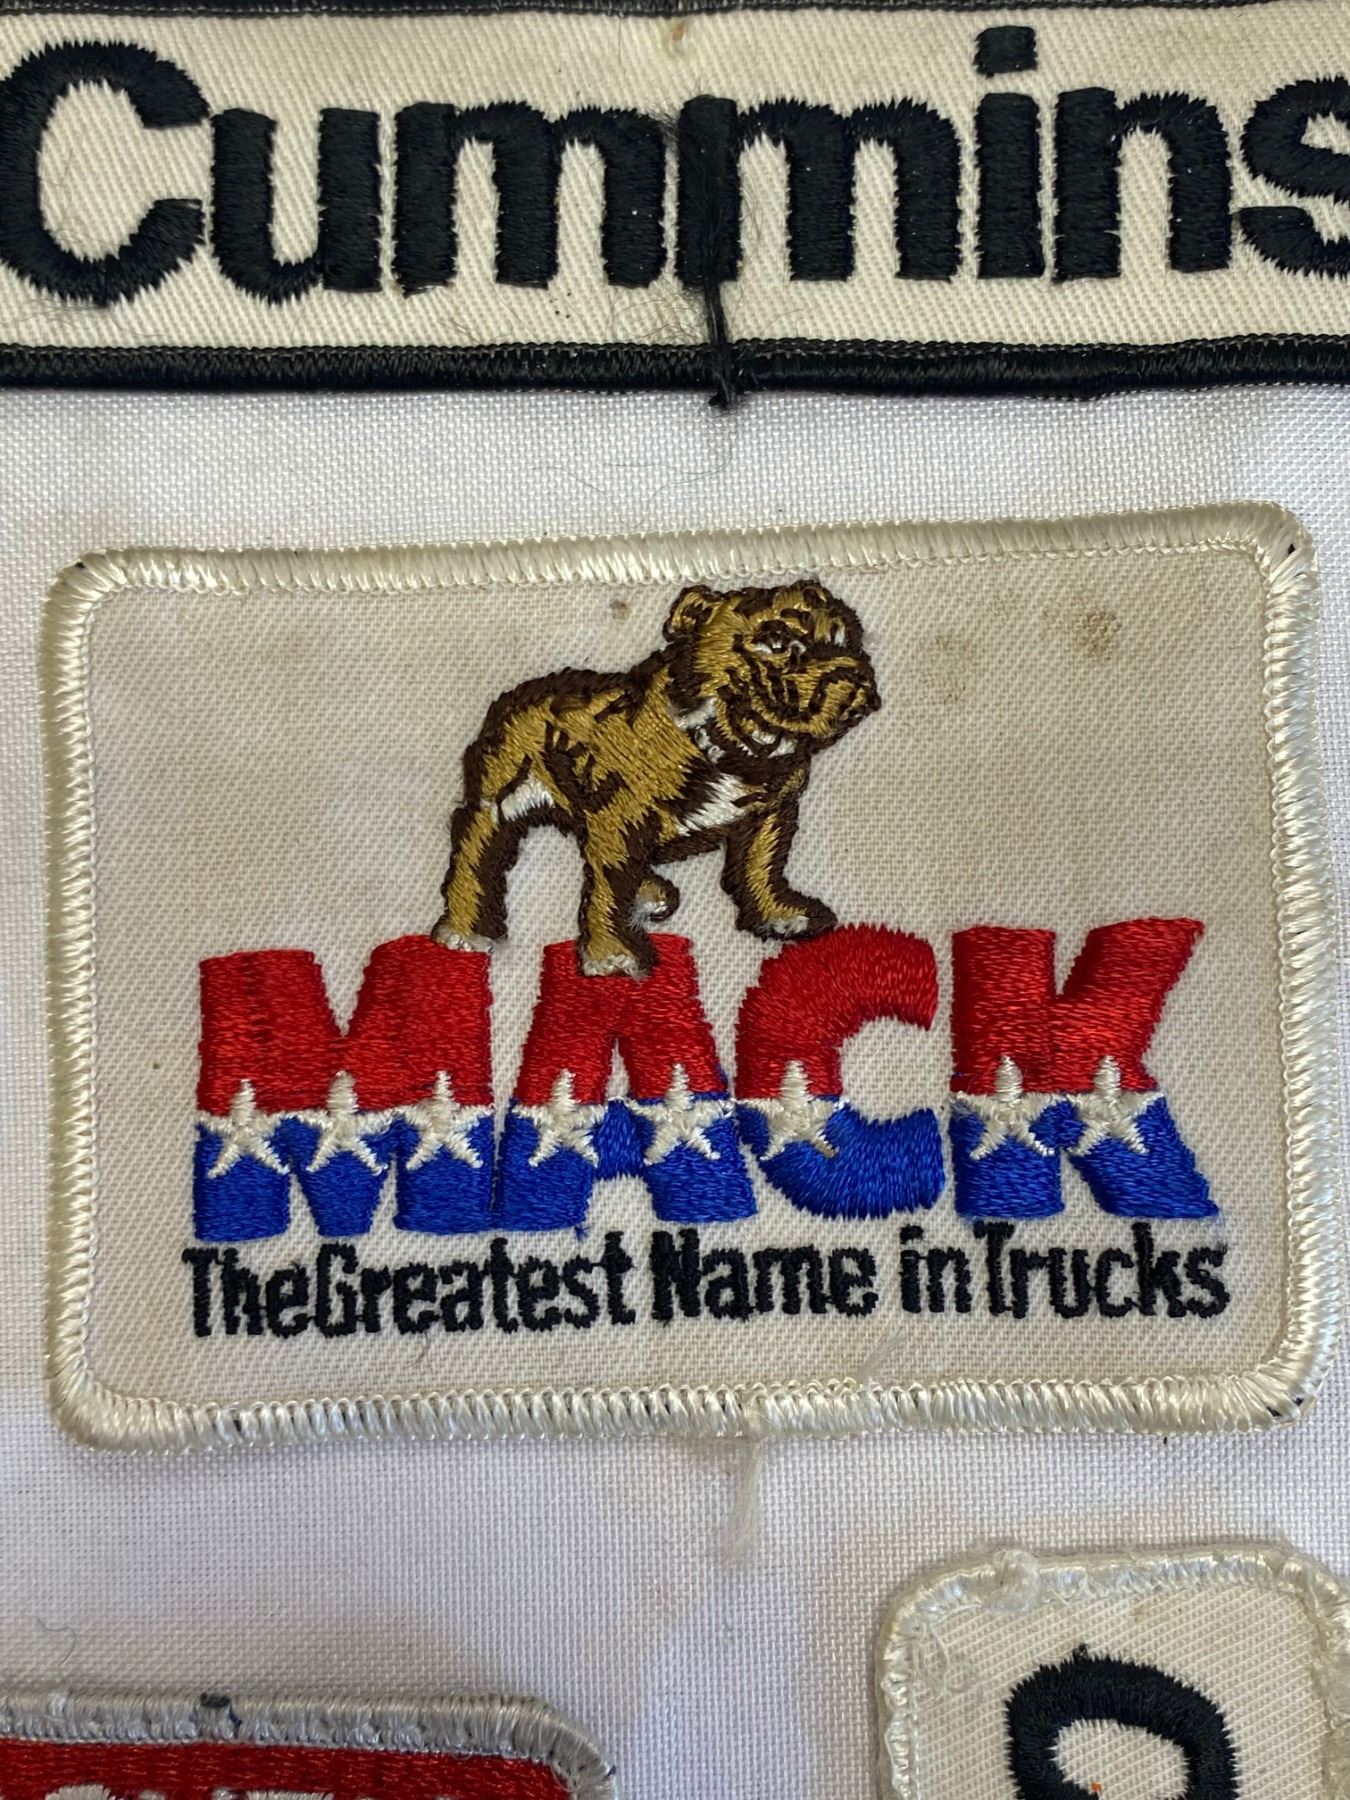 Cummins
MACK
The Greatest Name in Trucks